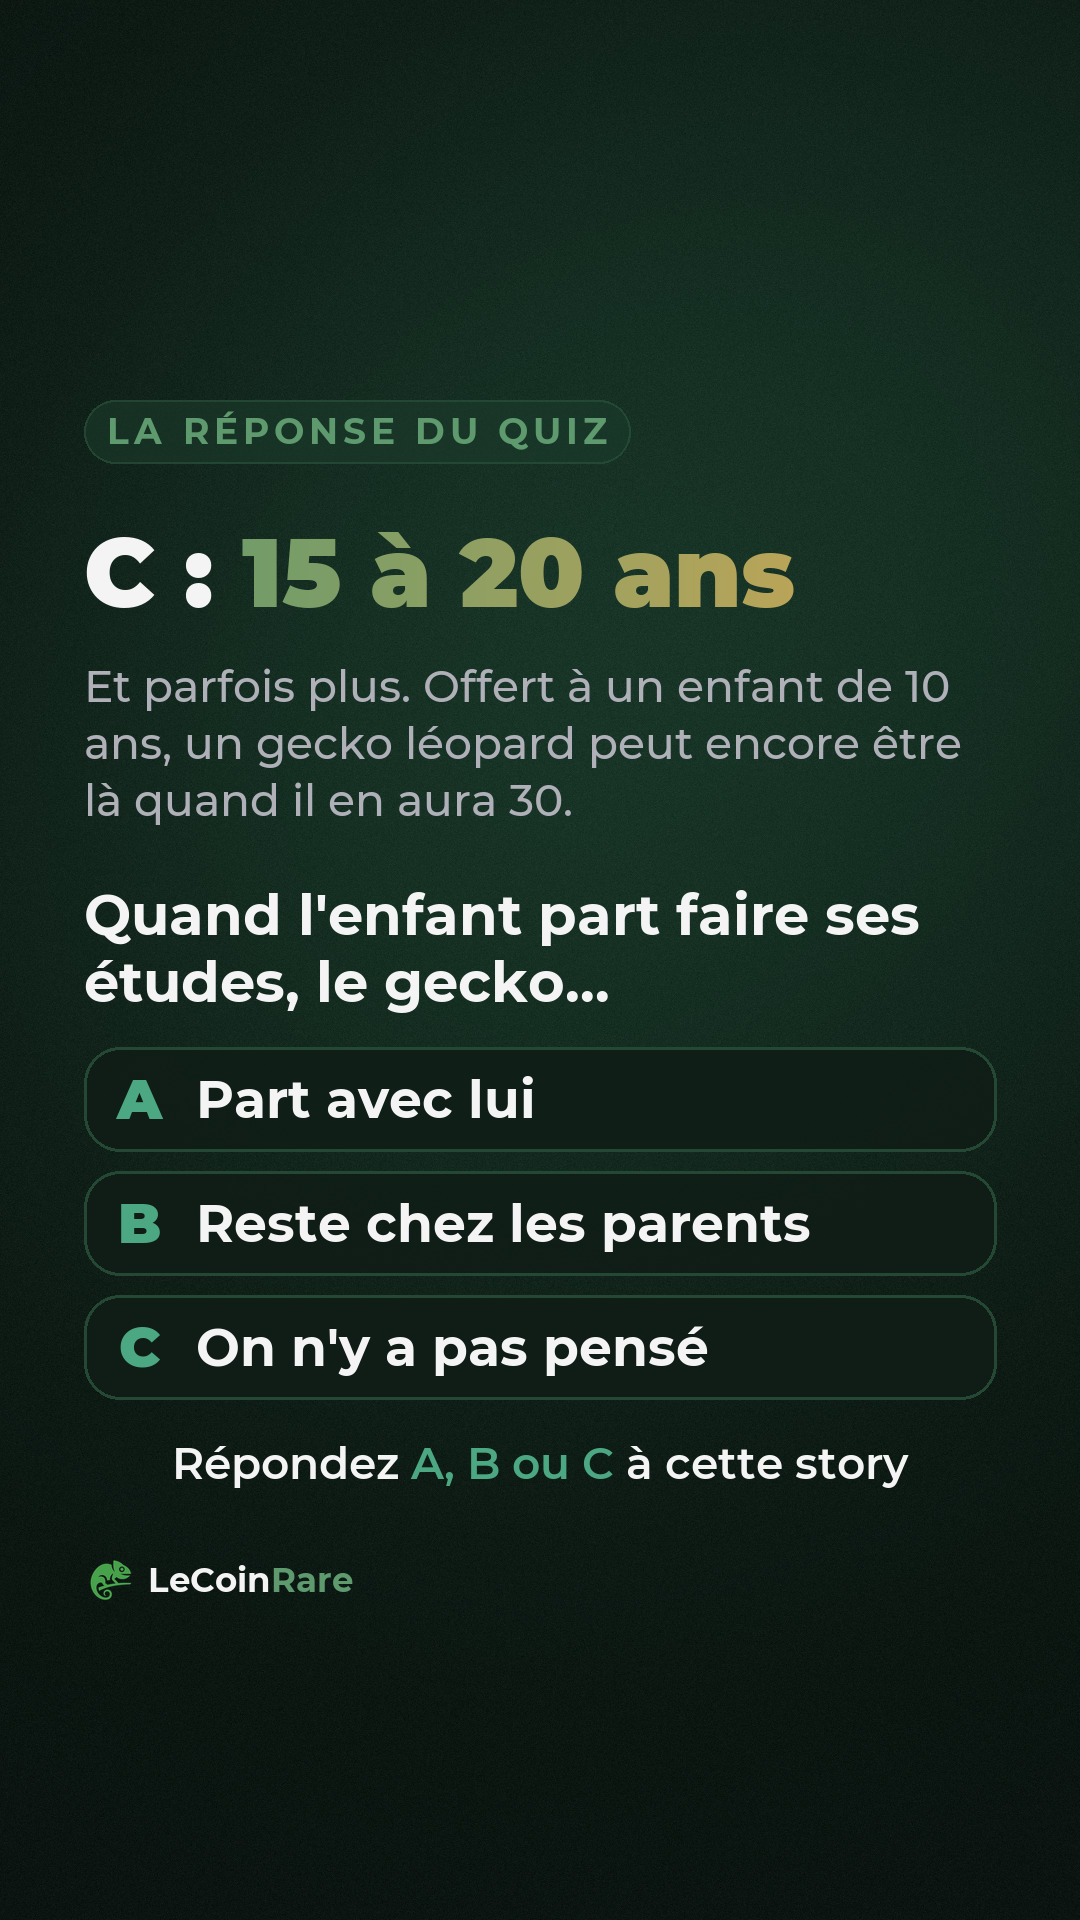 LA RÉPONSE DU QUIZ
C : 15 à 20 ans
Et parfois plus. Offert à un enfant de 10
ans, un gecko léopard peut encore être
là quand il en aura 30.
Quand l'enfant part faire ses
études, le gecko...
A Part avec lui
B Reste chez les parents
C On n'y a pas pensé
Répondez A, B ou C à cette story
LeCoinRare